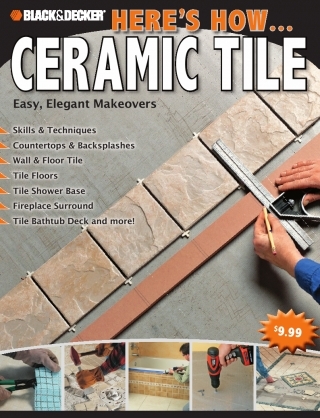 BLACK&DECKER®
HERE'S HOW...
CERAMIC TILE
Easy, Elegant Makeovers
Skills & Techniques
Countertops & Backsplashes
Wall & Floor Tile
Tile Floors
Tile Shower Base
Fireplace Surround
Tile Bathtub Deck and more!
$9.99